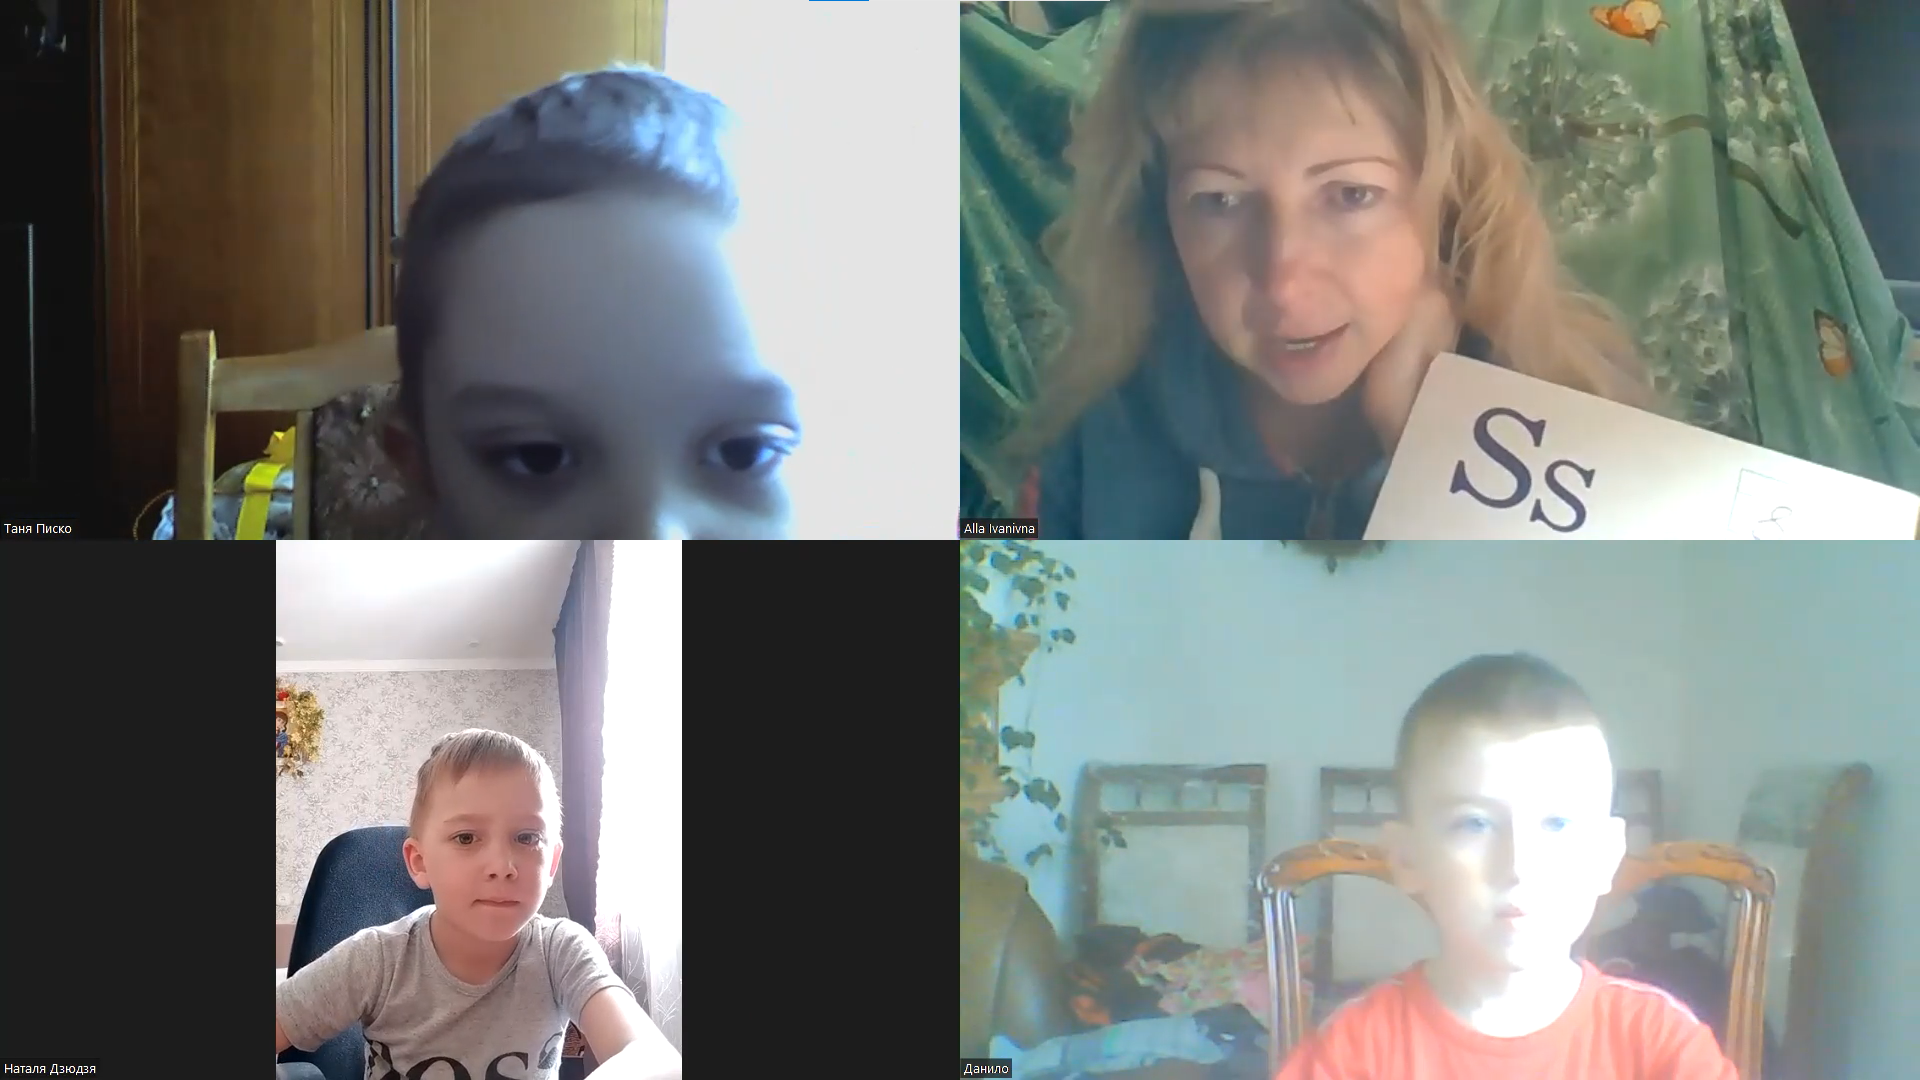 Таня Писко
Ss
Alla Ivanivna
Наталя Дзюдзя
Данило